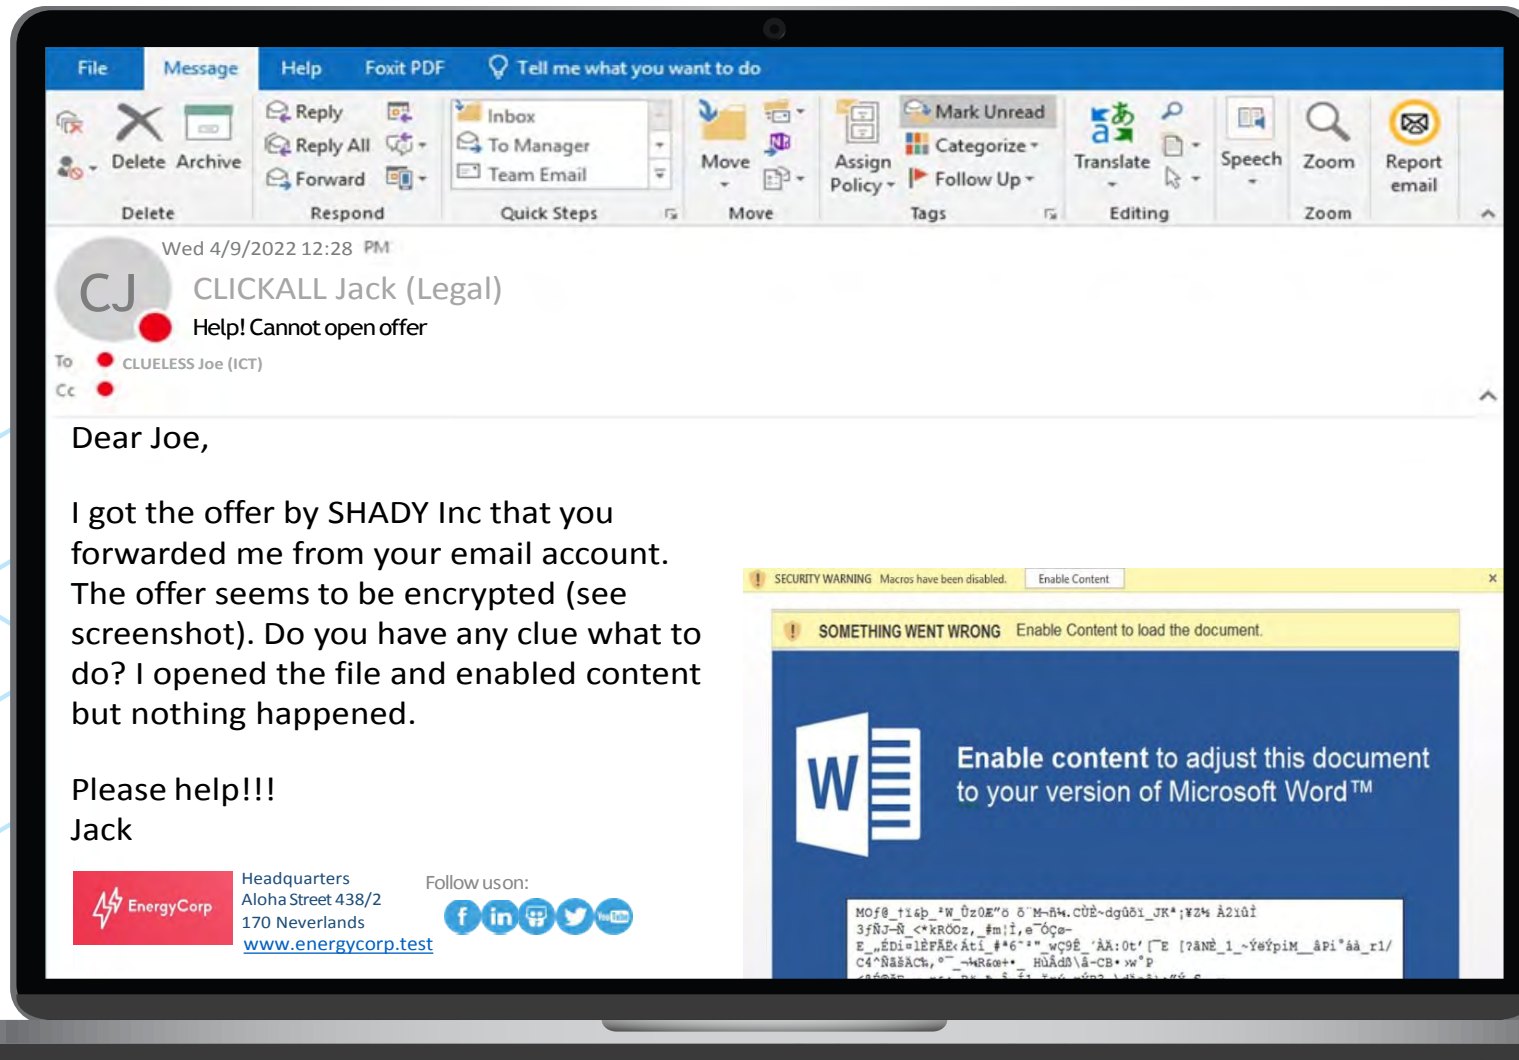 File Message Help Foxit PDF Tell me what you want to do
Delete Archive
Reply
Reply All
Forward
Inbox
To Manager
Team Email
Move
Assign
Policy
Mark Unread
Categorize
Follow Up
あ
a
Translate
Speech
Zoom
Report
email
Delete Respond Quick Steps Move Tags Editing Zoom
Wed 4/9/2022 12:28 PM
CJ
CLICKALL Jack (Legal)
Help! Cannot open offer
To CLUELESS Joe (ICT)
Cc
Dear Joe,
I got the offer by SHADY Inc that you
forwarded me from your email account.
The offer seems to be encrypted (see
screenshot). Do you have any clue what to
do? I opened the file and enabled content
but nothing happened.
Please help!!!
Jack
EnergyCorp
Headquarters
Aloha Street 438/2
170 Neverlands
www.energycorp.test
Follow us on:
f in You Tube
SECURITY WARNING Macros have been disabled. Enable Content
SOMETHING WENT WRONG Enable Content to load the document.
W
Enable content to adjust this document
to your version of Microsoft Word™